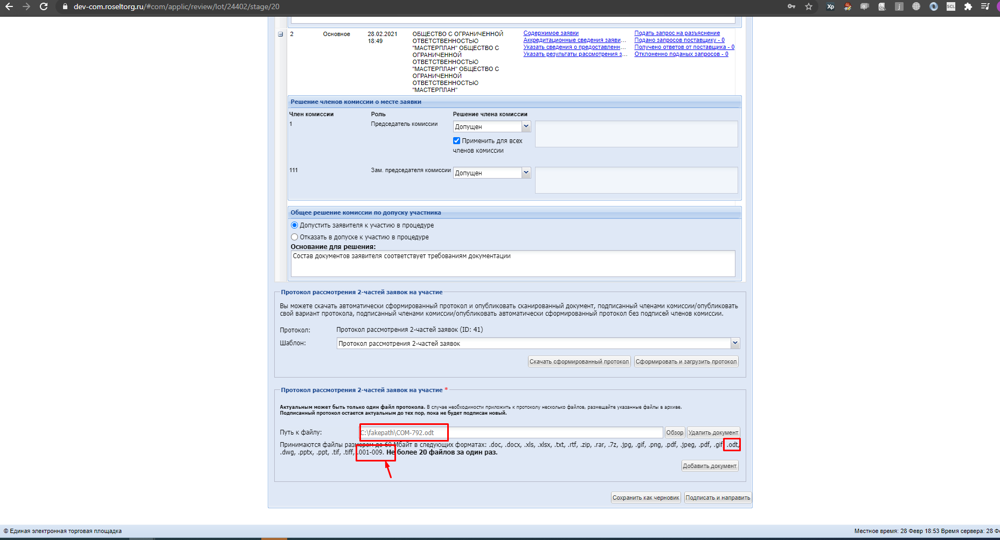 dev-com.roseltorg.ru/#com/applic/review/lot/24402/stage/20
Xp
SCL
2
Основное
28.02.2021
18:49
ОБЩЕСТВО С ОГРАНИЧЕННОЙ
ОТВЕТСТВЕННОСТЬЮ
"МАСТЕРПЛАН" ОБЩЕСТВО С
ОГРАНИЧЕННОЙ
ОТВЕТСТВЕННОСТЬЮ
"МАСТЕРПЛАН" ОБЩЕСТВО С
ОГРАНИЧЕННОЙ
ОТВЕТСТВЕННОСТЬЮ
"МАСТЕРПЛАН"
Содержимое заявки
Аккредитационные сведения заяви...
Указать сведения о предоставленн...
Указать результаты рассмотрения з...
Подать запрос на разъяснение
Подано запросов поставщику - 0
Получено ответов от поставщика - 0
Отклоненно поданых запросов - 0
Решение членов комиссии о месте заявки
Член комиссии Роль Решение члена комиссии
1 Председатель комиссии Допущен
Применить для всех
членов комиссии
111 Зам. председателя комиссии Допущен
Общее решение комиссии по допуску участника
Допустить заявителя к участию в процедуре
Отказать в допуске к участию в процедуре
Основание для решения:
Состав документов заявителя соответствует требованиям документации
Протокол рассмотрения 2-частей заявок на участие
Вы можете скачать автоматически сформированный протокол и опубликовать сканированный документ, подписанный членами комиссии/опубликовать
свой вариант протокола, подписанный членами комиссии/опубликовать автоматически сформированный протокол без подписей членов комиссии.
Протокол: Протокол рассмотрения 2-частей заявок (ID: 41)
Шаблон: Протокол рассмотрения 2-частей заявок
Скачать сформированный протокол Сформировать и загрузить протокол
Протокол рассмотрения 2-частей заявок на участие *
Актуальным может быть только один файл протокола. В случае необходимости приложить к протоколу несколько файлов, размещайте указанные файлы в архиве.
Подписанный протокол остается актуальным до тех пор, пока не будет подписан новый.
Путь к файлу: C:\fakepath\COM-792.odt Обзор Удалить документ
Принимаются файлы размером до 60 Мбайт в следующих форматах: .doc, .docx, .xls, .xlsx, .txt, .rtf, .zip, .rar, .7z, .jpg, .gif, .png, .pdf, .jpeg, .pdf, .gif, .odt,
.dwg, .pptx, .ppt, .tif, .tiff, .001-009. Не более 20 файлов за один раз.
Добавить документ
Сохранить как черновик Подписать и направить
© Единая электронная торговая площадка
Местное время: 28 Февр 18:53 Время сервера: 28